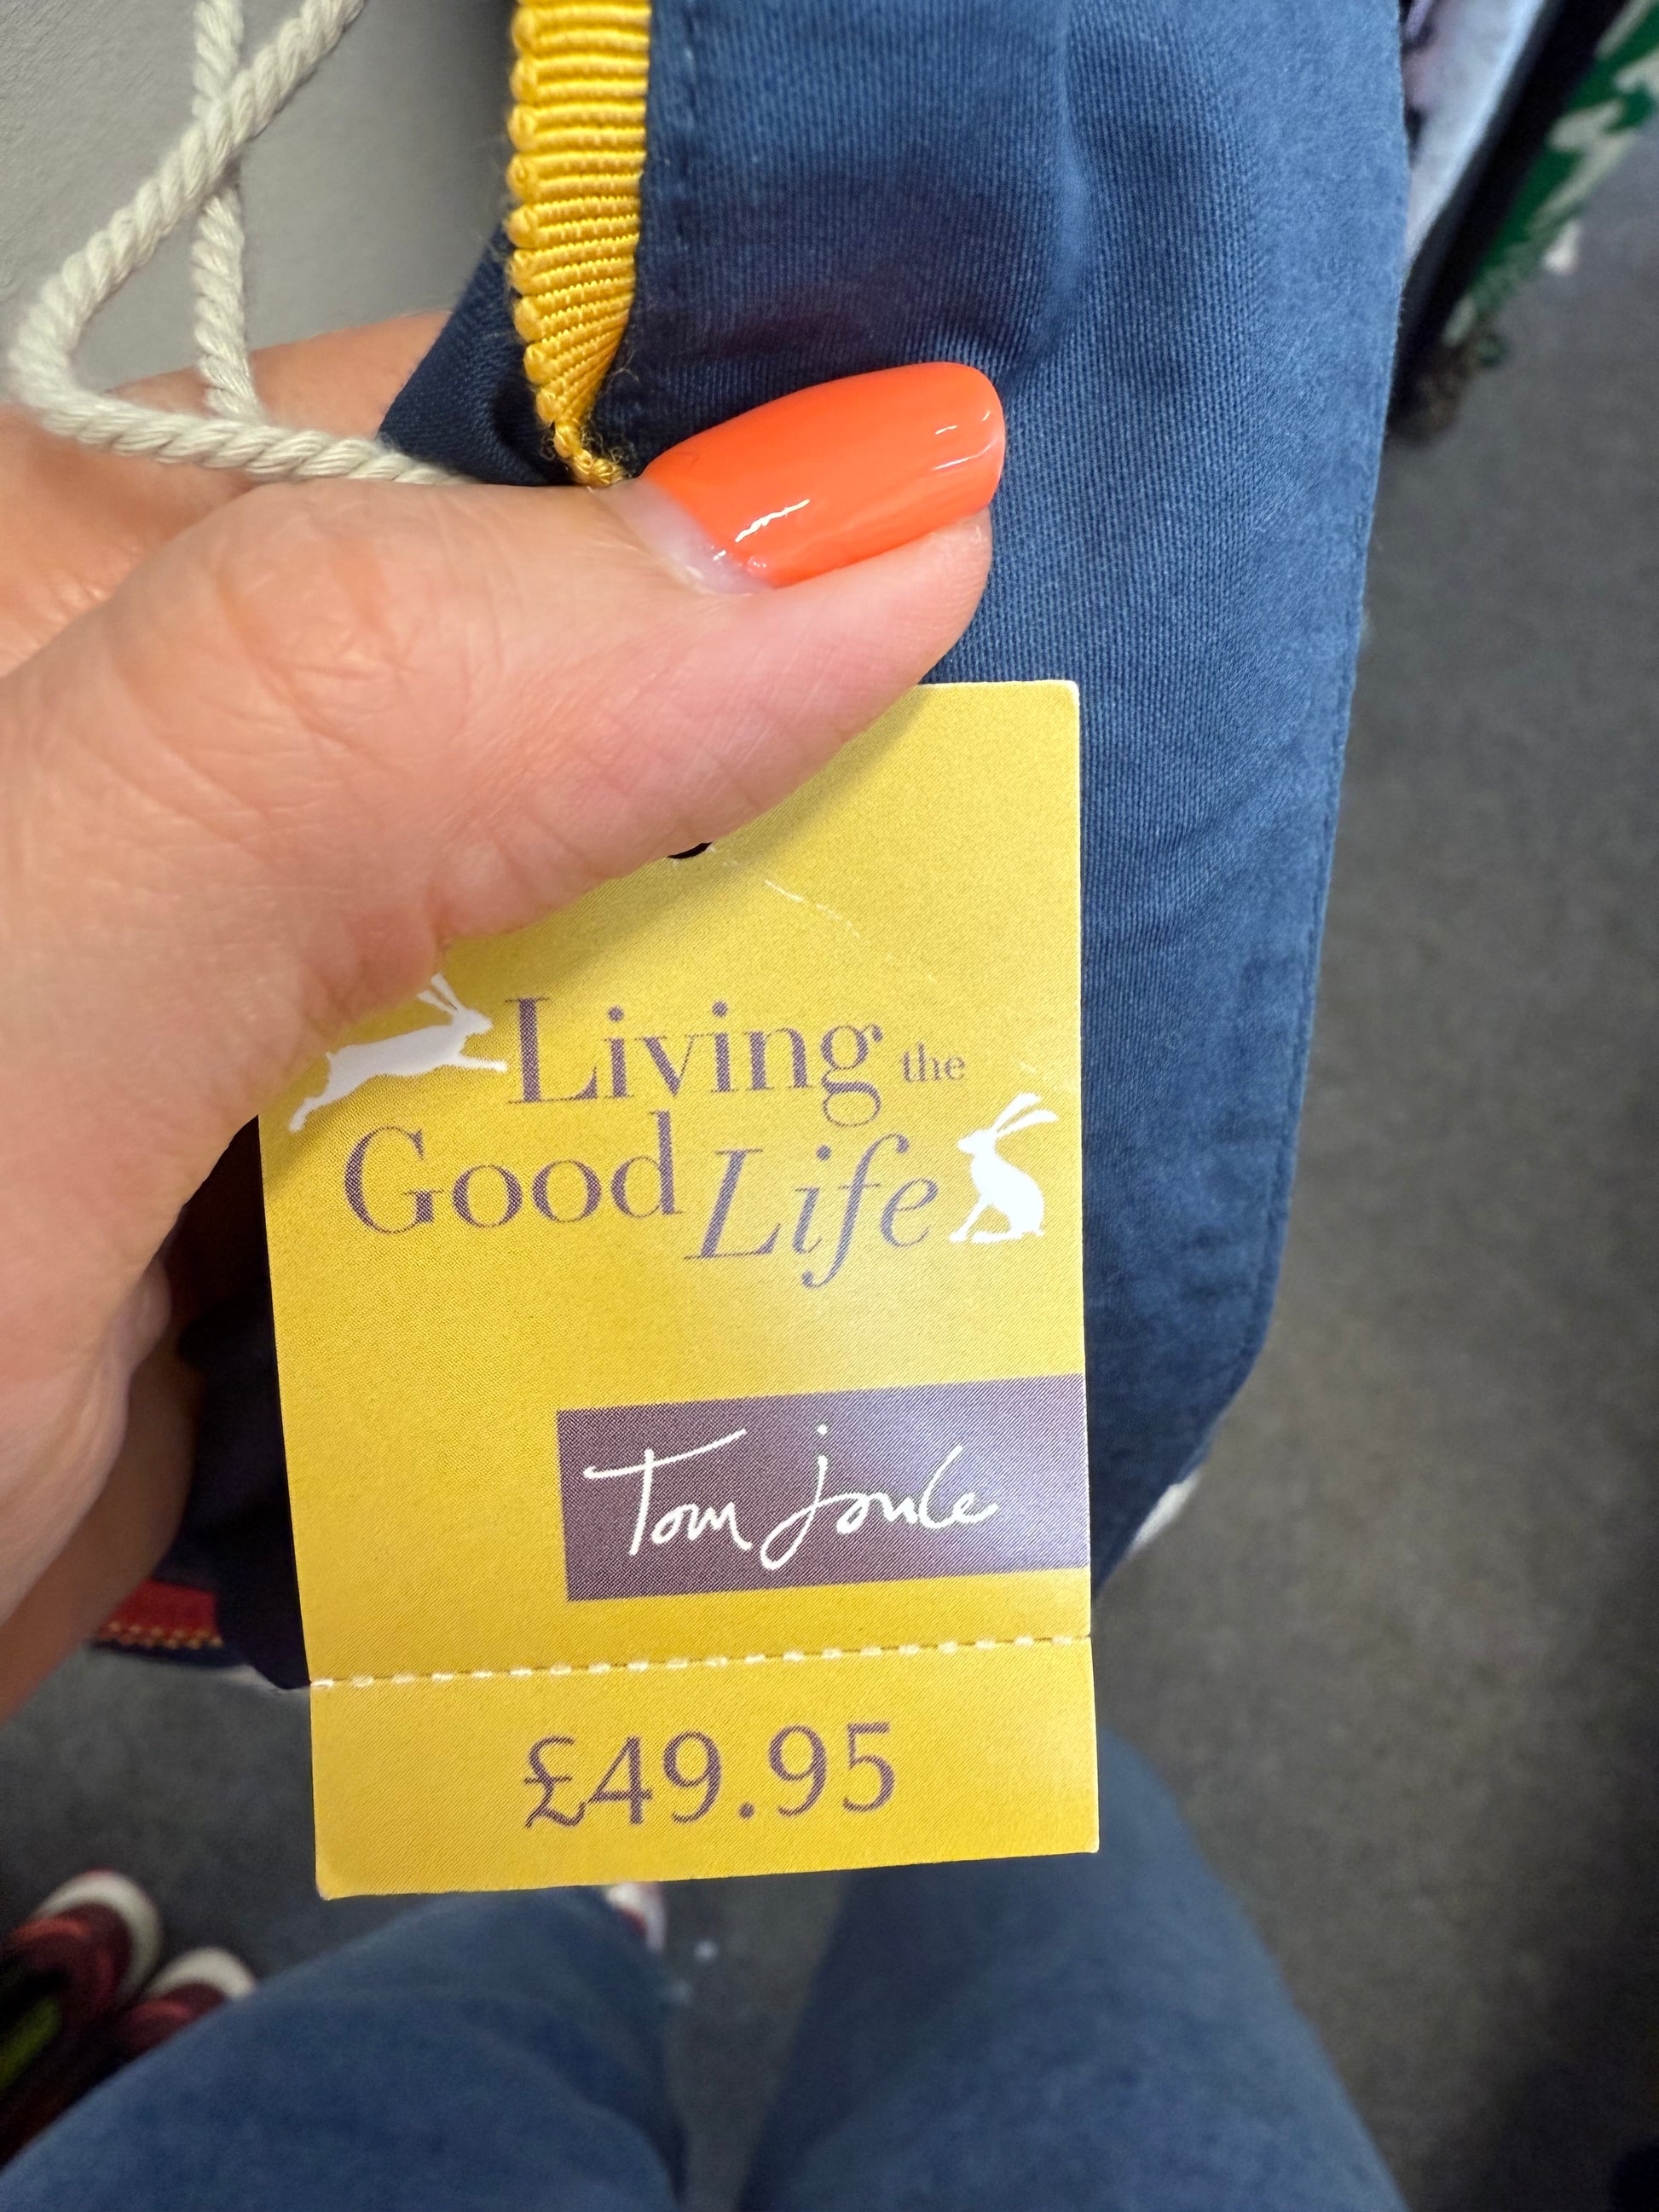 Living the
Good Life
Tom Joule
£49.95